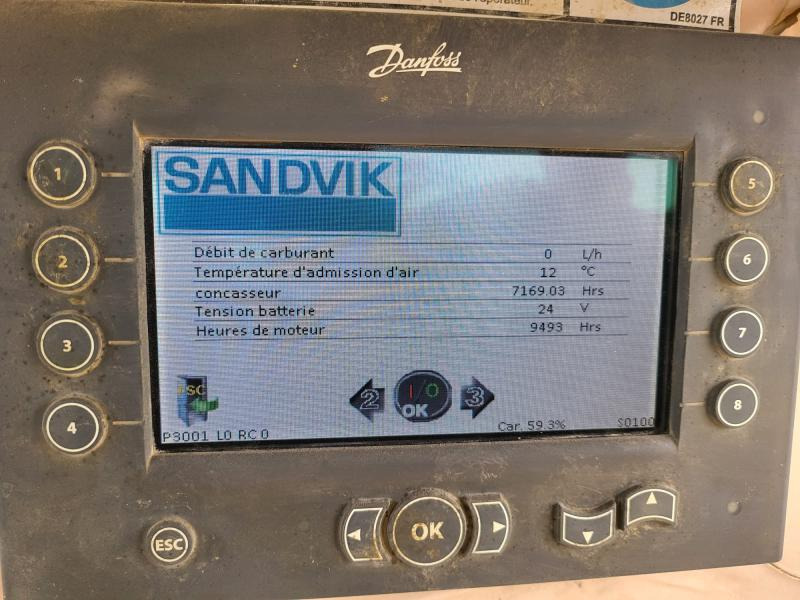 l'opérateur.
DE8027 FR
Danfoss
1
5
SANDVIK
2
6
Débit de carburant 0 L/h
Température d'admission d'air 12 °C
concasseur 7169.03 Hrs
Tension batterie 24 V
Heures de moteur 9493 Hrs
3
7
4
8
ESC
2
I/O
OK
3
P3001 L0 RC 0
Car. 59.3%
S0100
ESC
OK